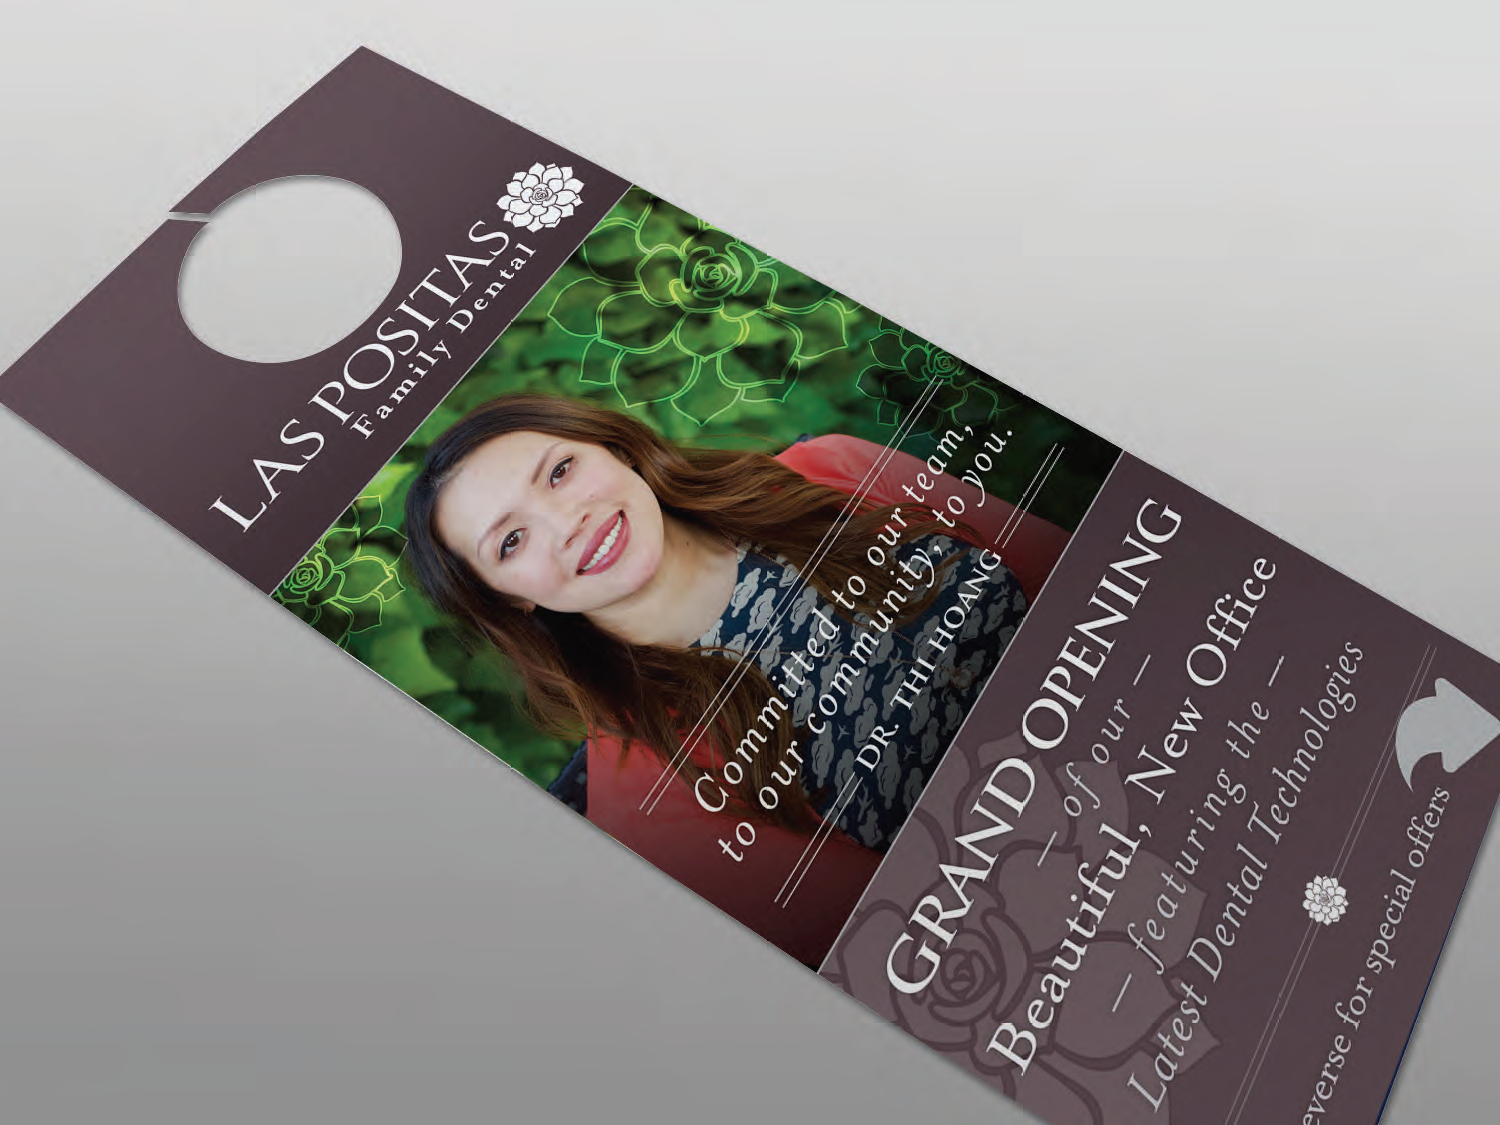 LAS POSITAS
Family Dental
Committed to our team,
to our community, to you.
DR. THI HOANG
GRAND OPENING
— of our —
Beautiful, New Office
— featuring the —
Latest Dental Technologies
for special offers